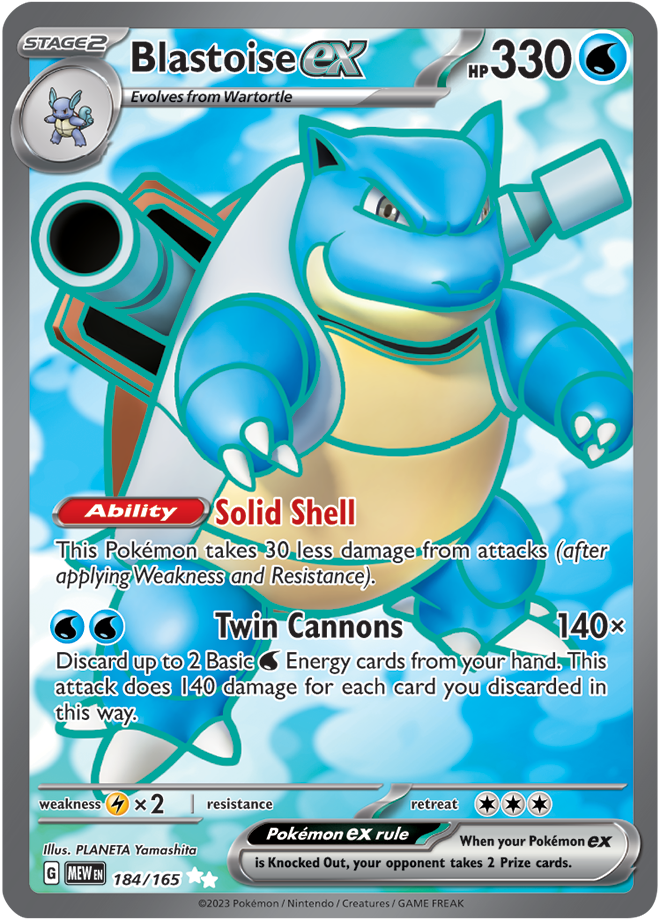 STAGE2
Blastoise ex
HP 330
Evolves from Wartortle
Ability Solid Shell
This Pokémon takes 30 less damage from attacks (after
applying Weakness and Resistance).
Twin Cannons 140×
Discard up to 2 Basic Energy cards from your hand. This
attack does 140 damage for each card you discarded in
this way.
weakness ×2 resistance retreat
Illus. PLANETA Yamashita
Pokémon ex rule
When your Pokémon ex
is Knocked Out, your opponent takes 2 Prize cards.
G MEW EN 184/165
©2023 Pokémon / Nintendo / Creatures / GAME FREAK